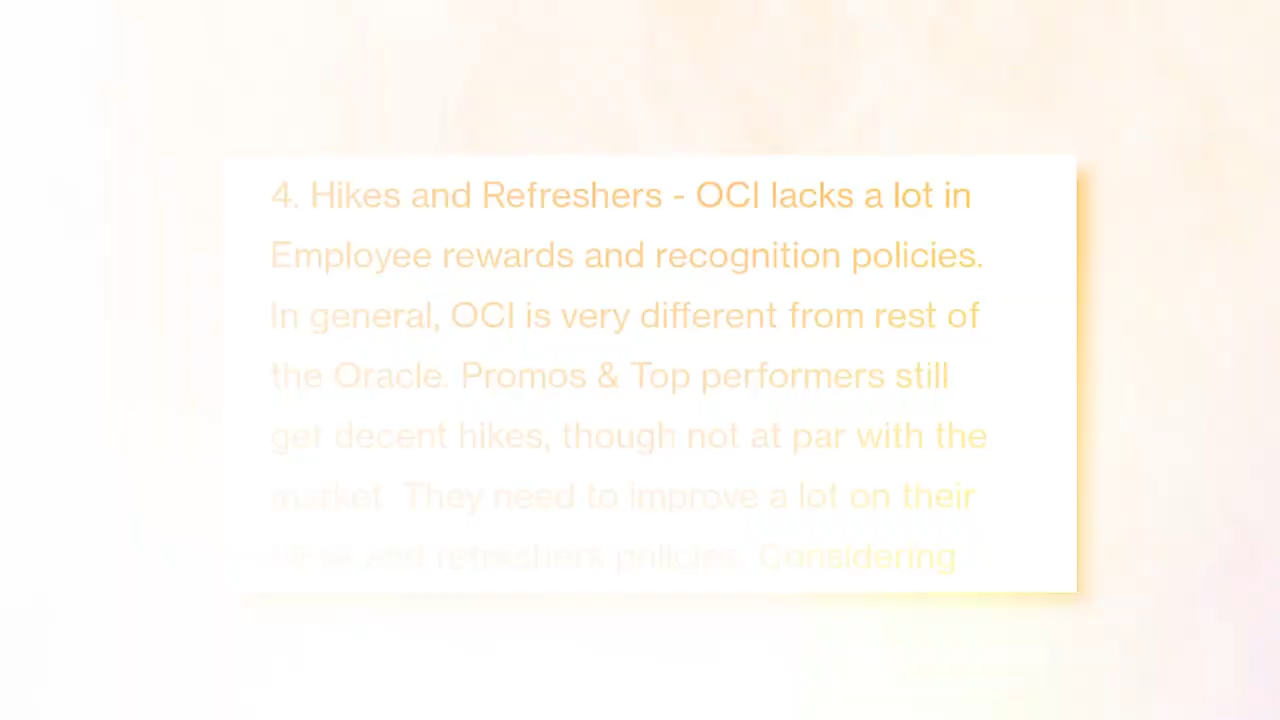 4. Hikes and Refreshers - OCI lacks a lot in
Employee rewards and recognition policies.
In general, OCI is very different from rest of
the Oracle. Promos & Top performers still
get decent hikes, though not at par with the
market. They need to improve a lot on their
and refreshers policies. Considering